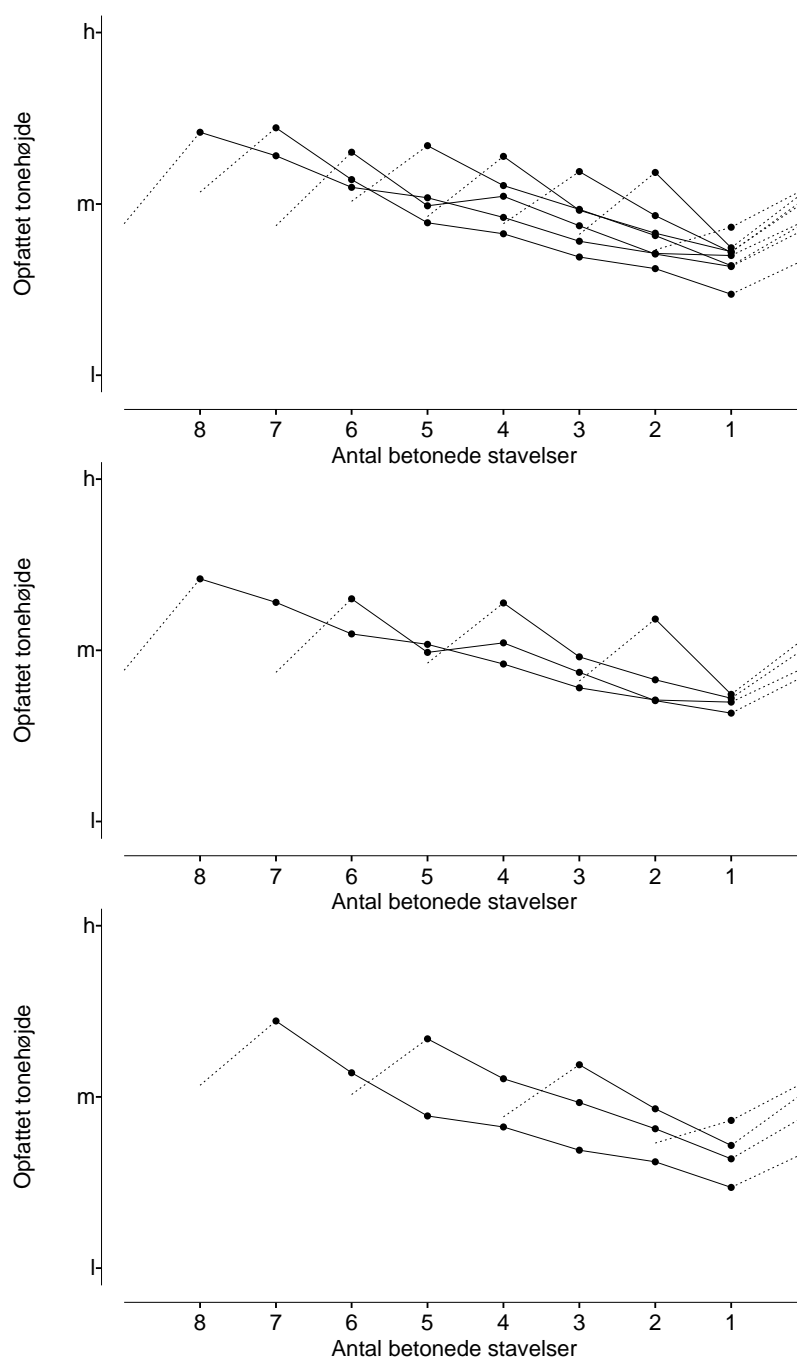 h
Opfattet tonehøjde
m
l
8 7 6 5 4 3 2 1
Antal betonede stavelser
h
Opfattet tonehøjde
m
l
8 7 6 5 4 3 2 1
Antal betonede stavelser
h
Opfattet tonehøjde
m
l
8 7 6 5 4 3 2 1
Antal betonede stavelser